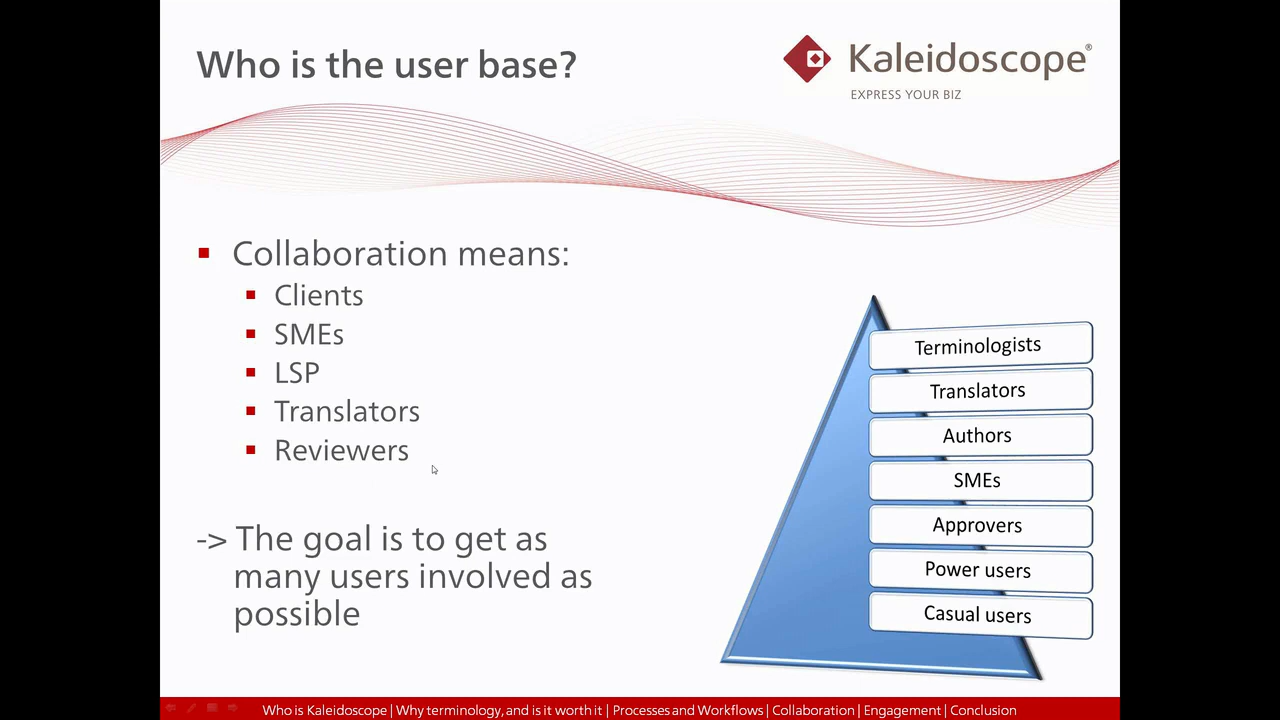 Who is the user base?
Kaleidoscope®
EXPRESS YOUR BIZ
Collaboration means:
Clients
SMEs
LSP
Translators
Reviewers
-> The goal is to get as
many users involved as
possible
Terminologists
Translators
Authors
SMEs
Approvers
Power users
Casual users
Who is Kaleidoscope | Why terminology, and is it worth it | Processes and Workflows | Collaboration | Engagement | Conclusion